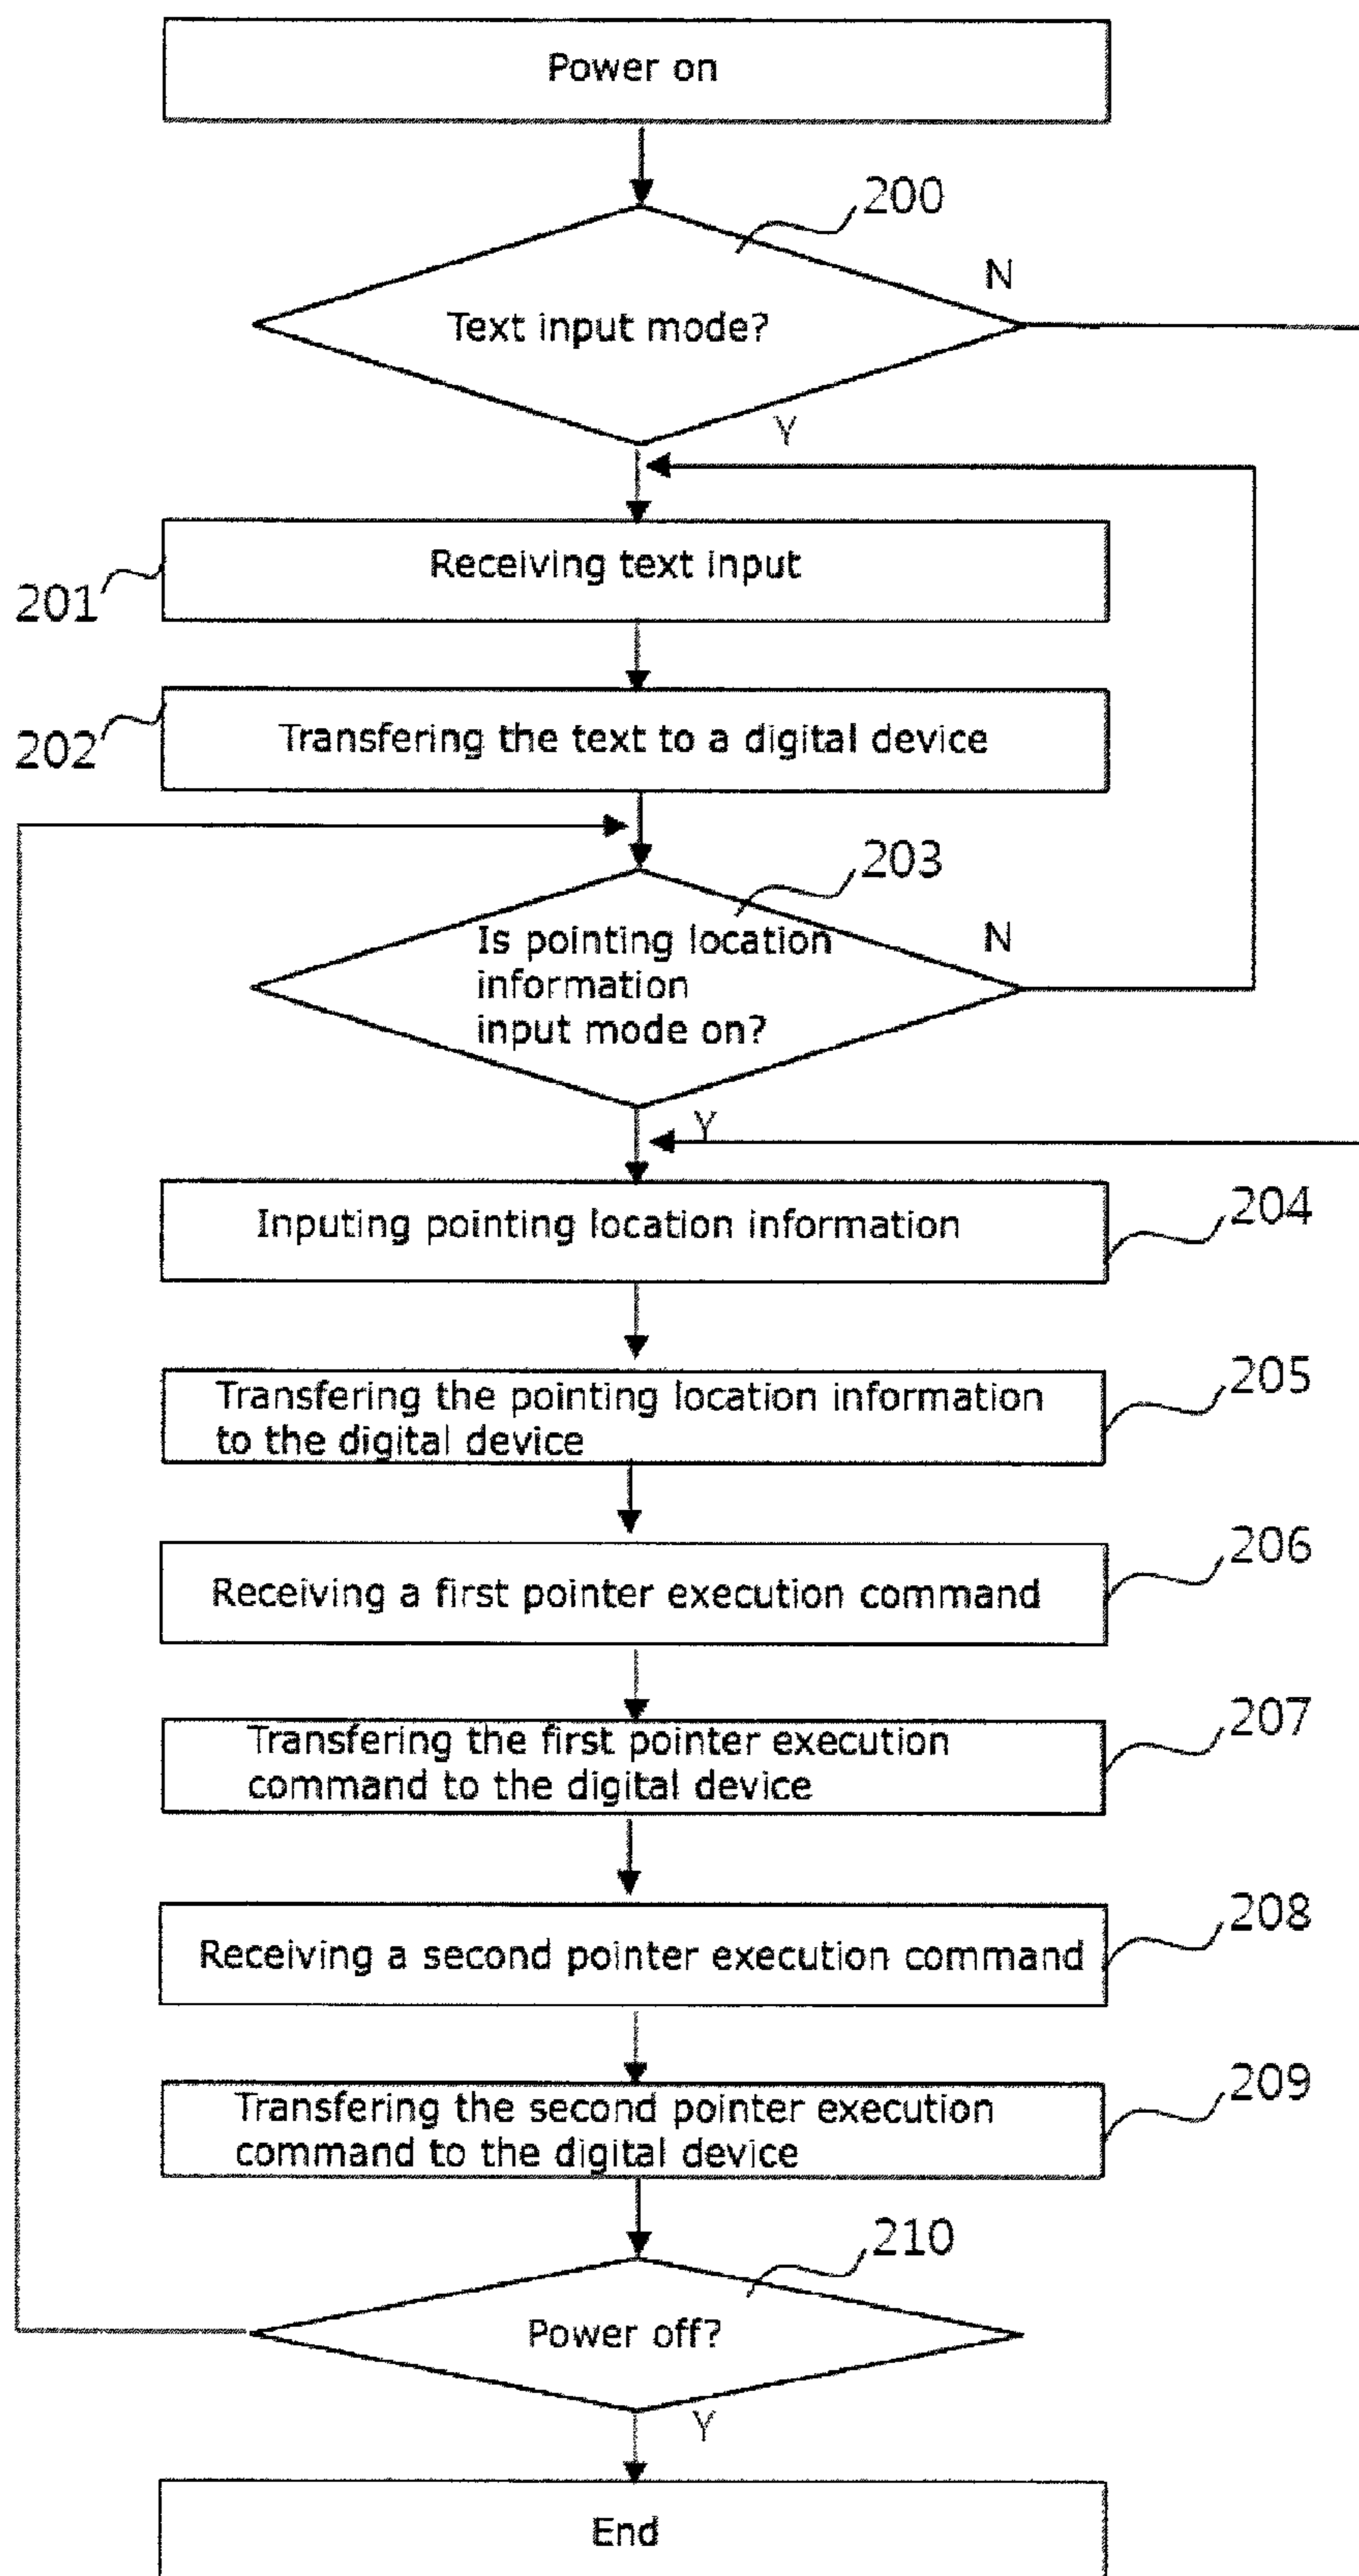 Power on
200
N
Text input mode?
Y
Receiving text input
201
Transfering the text to a digital device
202
203
Is pointing location
information
input mode on?
N
Y
Inputing pointing location information
204
Transfering the pointing location information
to the digital device
205
Receiving a first pointer execution command
206
Transfering the first pointer execution
command to the digital device
207
Receiving a second pointer execution command
208
Transfering the second pointer execution
command to the digital device
209
210
Power off?
Y
End